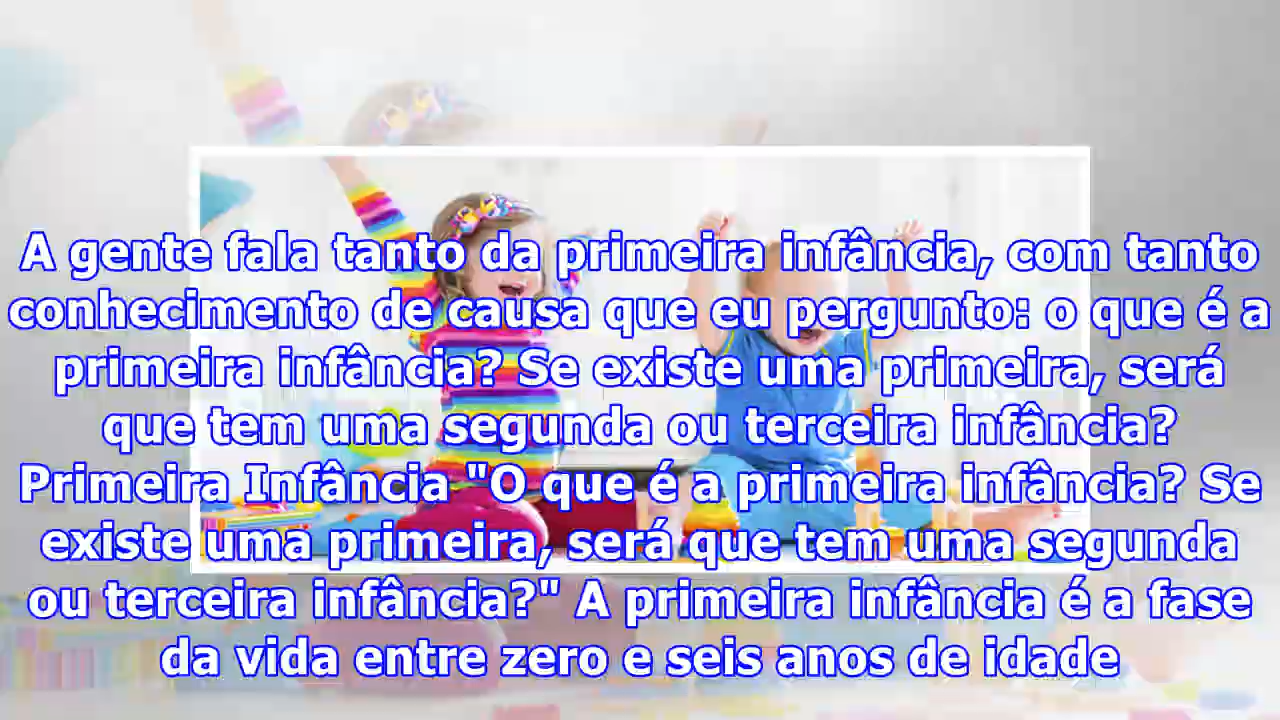 A gente fala tanto da primeira infância, com tanto
conhecimento de causa que eu pergunto: o que é a
primeira infância? Se existe uma primeira, será
que tem uma segunda ou terceira infância?
Primeira Infância "O que é a primeira infância? Se
existe uma primeira, será que tem uma segunda
ou terceira infância?" A primeira infância é a fase
da vida entre zero e seis anos de idade